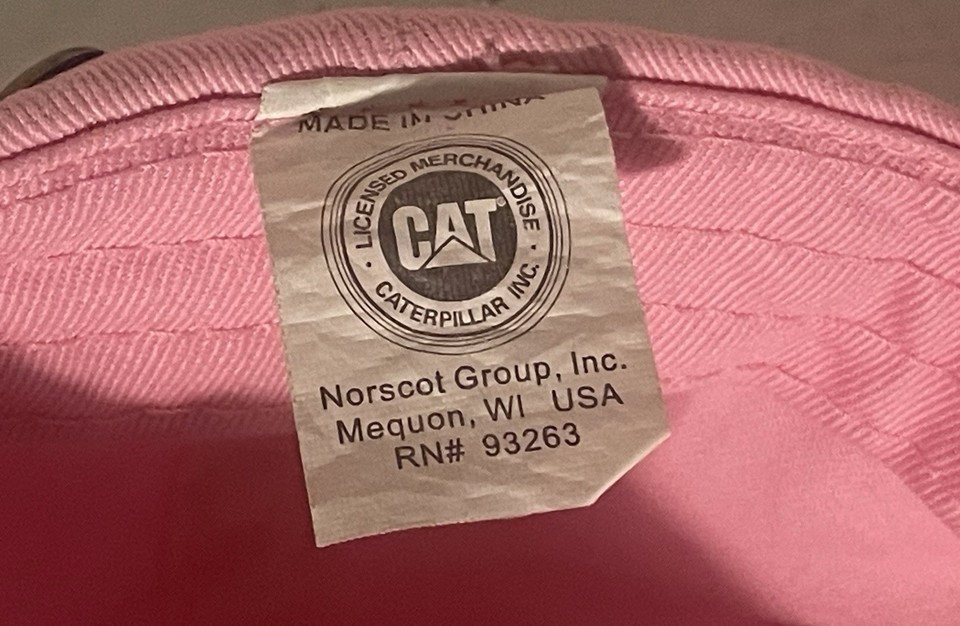 MADE IN CHINA
· LICENSED MERCHANDISE ·
CAT®
CATERPILLAR INC.
Norscot Group, Inc.
Mequon, WI USA
RN# 93263